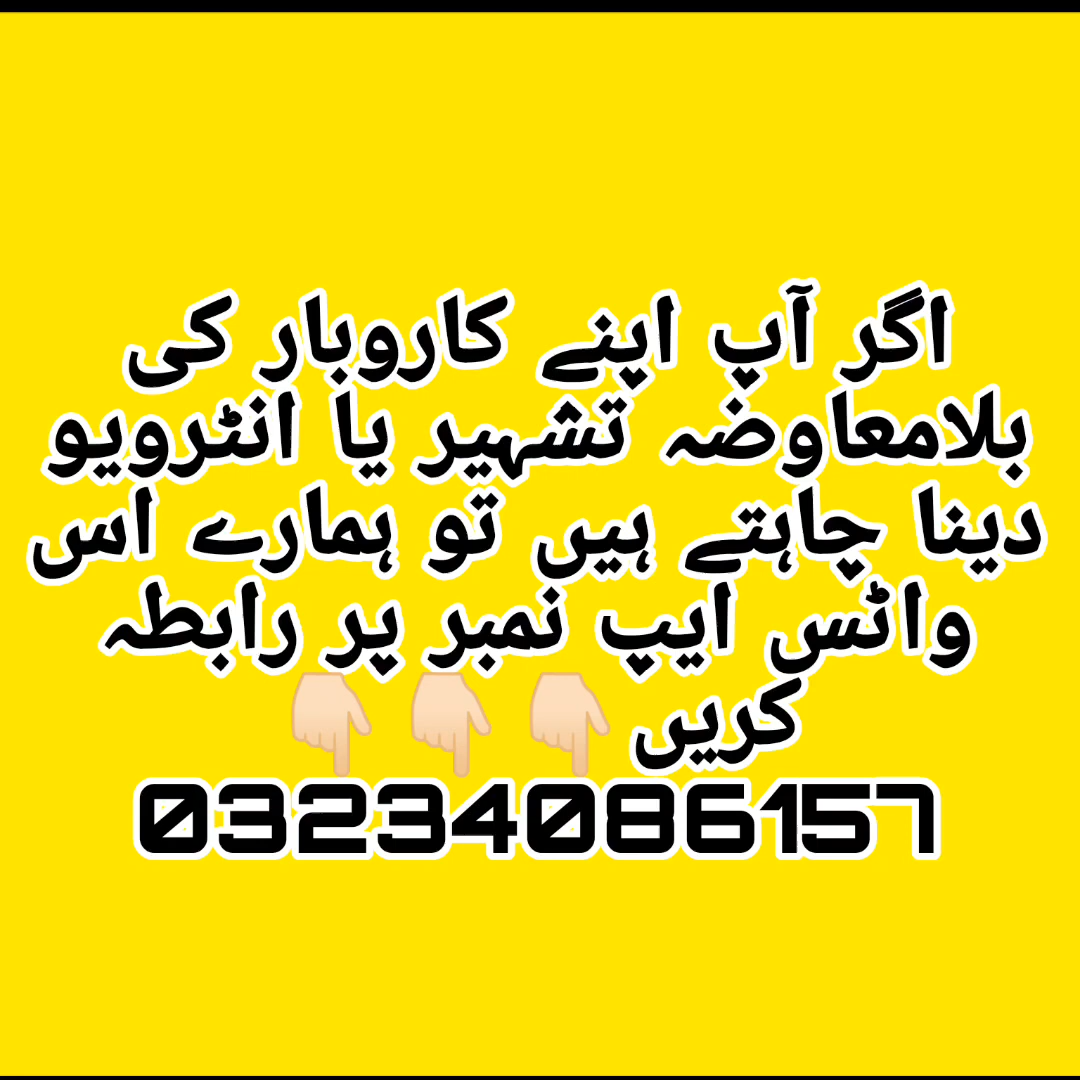 اگر آپ اپنے کاروبار کی
بلامعاوضہ تشہیر یا انٹرویو
دینا چاہتے ہیں تو ہمارے اس
واٹس ایپ نمبر پر رابطہ
کریں 👇🏻👇🏻👇🏻
03234086157